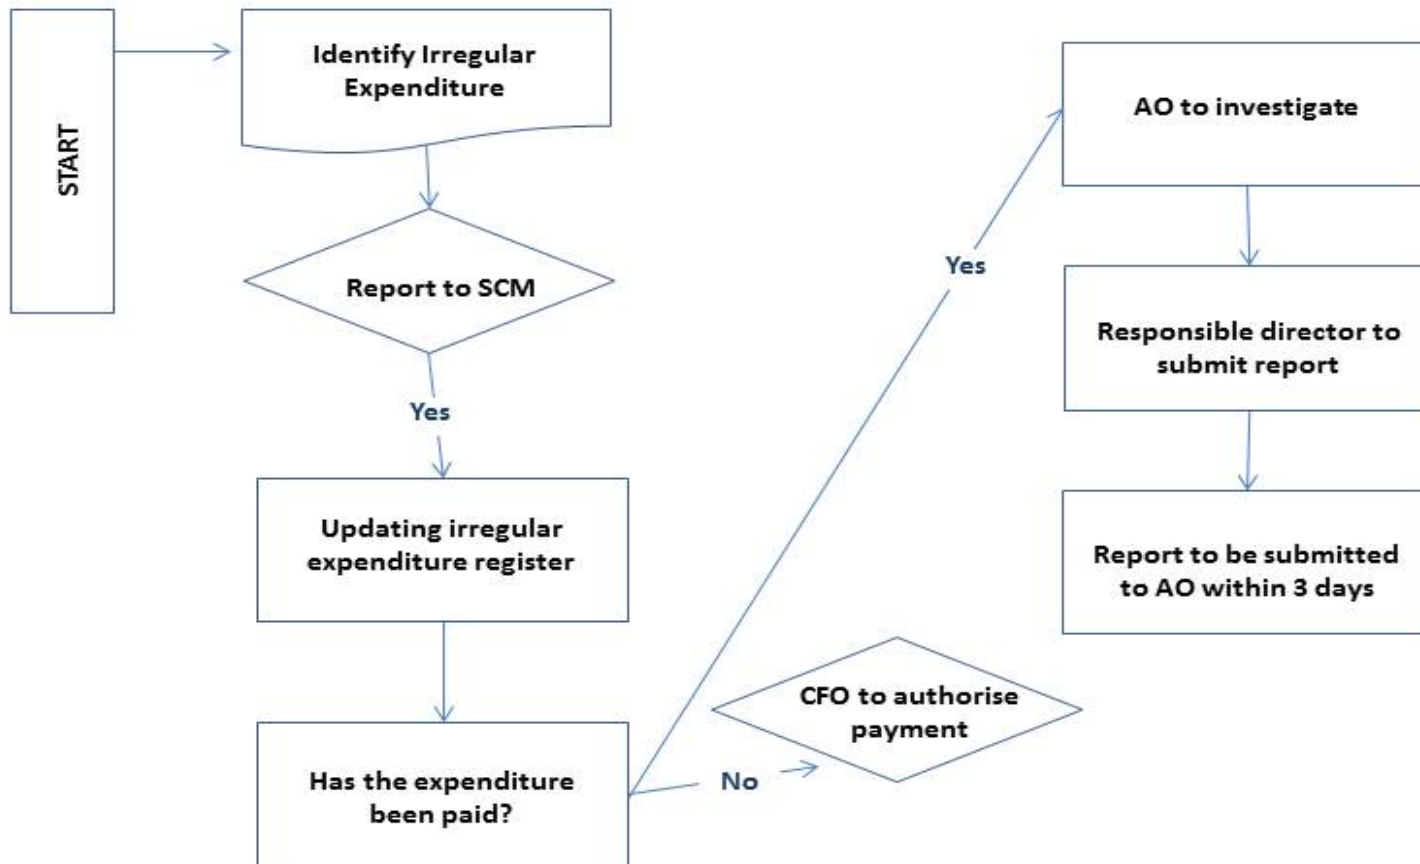 START
Identify Irregular
Expenditure
Report to SCM
Yes
Updating irregular
expenditure register
Has the expenditure
been paid?
No
CFO to authorise
payment
Yes
AO to investigate
Responsible director to
submit report
Report to be submitted
to AO within 3 days